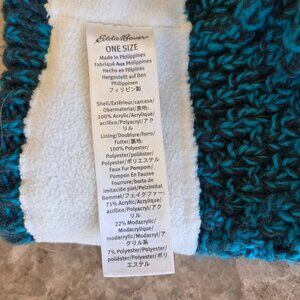 Eddie Bauer
ONE SIZE
Made in Philippines
Fabriqué Aux Philippines
Hecho en Filipinas
Hergestellt auf Den
Philippinen
フィリピン製
Shell/Extérieur/carcasa/
Obermaterial/表地:
100% Acrylic/Acrylique/
acrílico/Polyacryl/アク
リル
Lining/Doublure/forro/
Futter/裏地:
100% Polyester/
Polyester/poliéster/
Polyester/ポリエステル
Faux Fur Pompom/
Pompon En Fausse
Fourrure/borla de
imitación piel/Pelzimitat
Bommel/フェイクファー:
71% Acrylic/Acrylique/
acrílico/Polyacryl/アク
リル
22% Modacrylic/
Modacrylique/
modacrílico/Modacryl/ア
クリル系
7% Polyester/Polyester/
poliéster/Polyester/ポリ
エステル